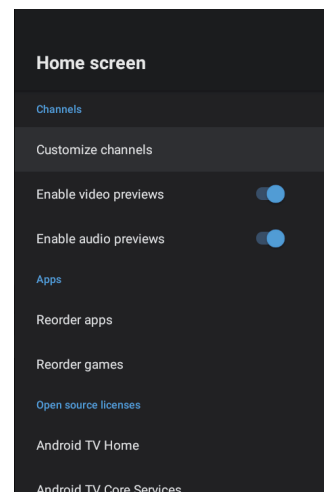 Home screen
Channels
Customize channels
Enable video previews
Enable audio previews
Apps
Reorder apps
Reorder games
Open source licenses
Android TV Home
Android TV Core Services